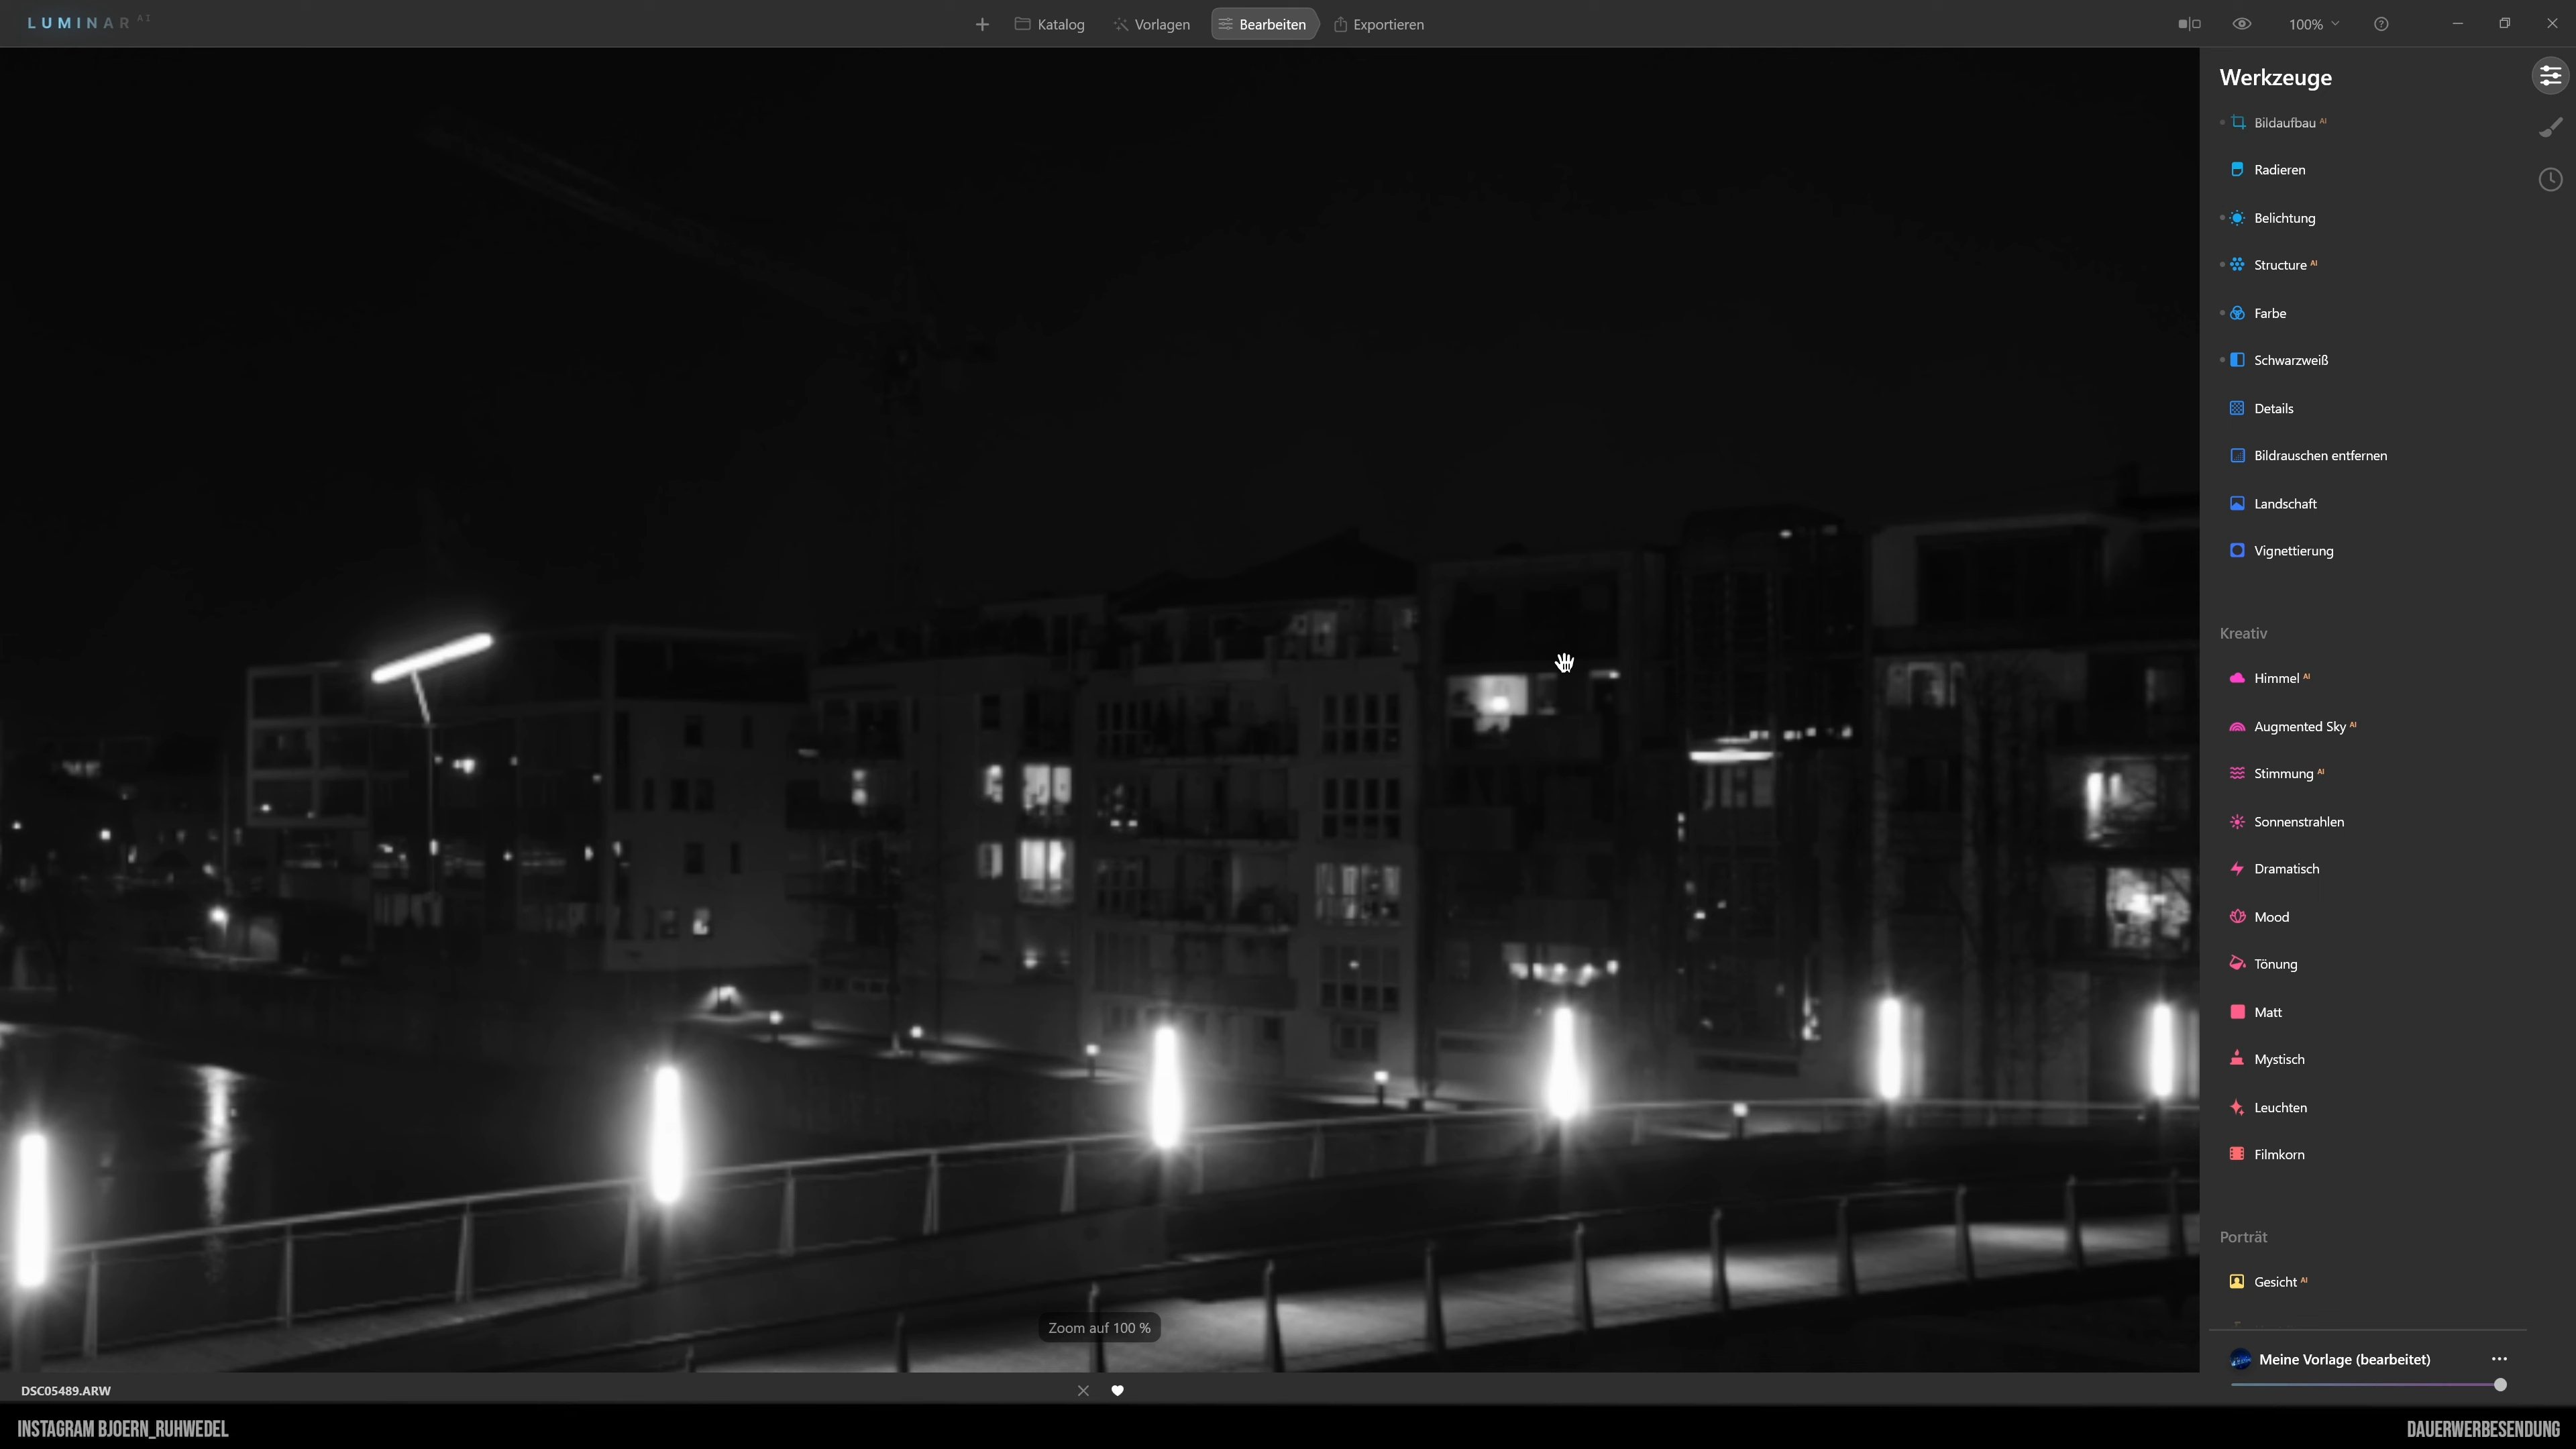 LUMINAR AI
Katalog
Vorlagen
Bearbeiten
Exportieren
100%
Werkzeuge
Bildaufbau AI
Radieren
Belichtung
Structure AI
Farbe
Schwarzweiß
Details
Bildrauschen entfernen
Landschaft
Vignettierung
Kreativ
Himmel AI
Augmented Sky AI
Stimmung AI
Sonnenstrahlen
Dramatisch
Mood
Tönung
Matt
Mystisch
Leuchten
Filmkorn
Porträt
Gesicht AI
Zoom auf 100 %
Meine Vorlage (bearbeitet)
DSC05489.ARW
INSTAGRAM BJOERN_RUHWEDEL
DAUERWERBESENDUNG